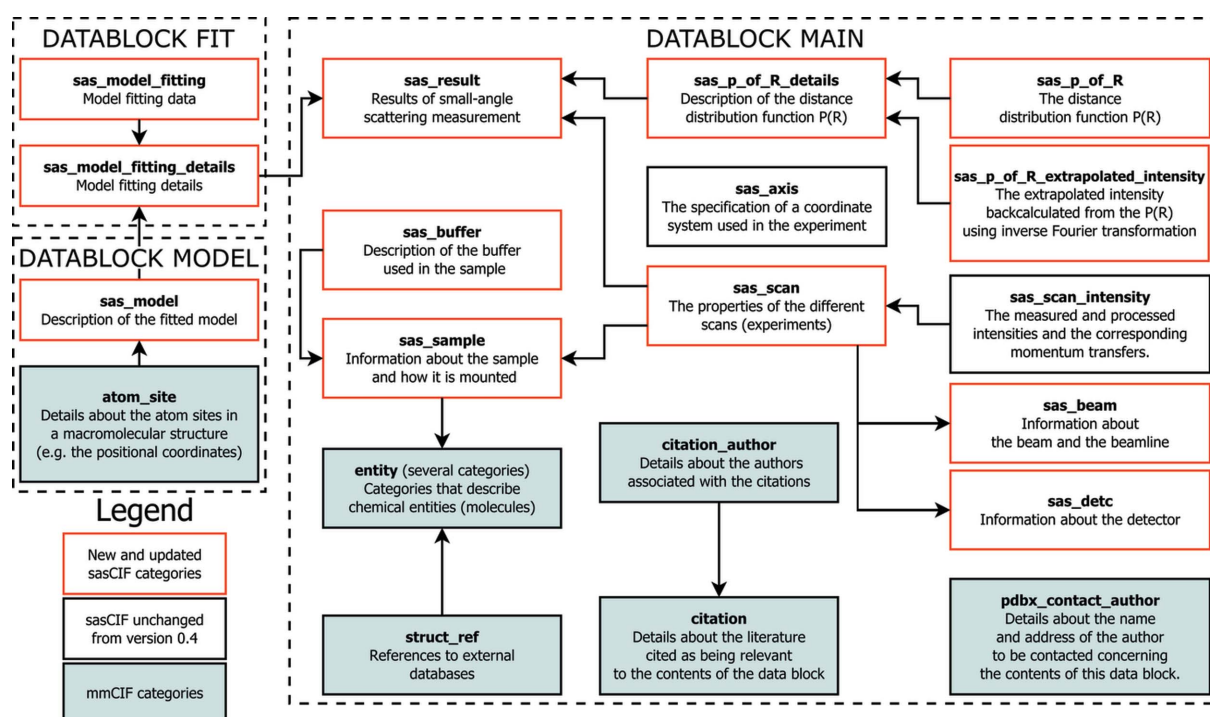 DATABLOCK FIT
sas_model_fitting
Model fitting data
sas_model_fitting_details
Model fitting details
DATABLOCK MODEL
sas_model
Description of the fitted model
atom_site
Details about the atom sites in
a macromolecular structure
(e.g. the positional coordinates)
Legend
New and updated
sasCIF categories
sasCIF unchanged
from version 0.4
mmCIF categories
DATABLOCK MAIN
sas_result
Results of small-angle
scattering measurement
sas_p_of_R_details
Description of the distance
distribution function P(R)
sas_p_of_R
The distance
distribution function P(R)
sas_axis
The specification of a coordinate
system used in the experiment
sas_p_of_R_extrapolated_intensity
The extrapolated intensity
backcalculated from the P(R)
using inverse Fourier transformation
sas_buffer
Description of the buffer
used in the sample
sas_scan
The properties of the different
scans (experiments)
sas_scan_intensity
The measured and processed
intensities and the corresponding
momentum transfers.
sas_sample
Information about the sample
and how it is mounted
sas_beam
Information about
the beam and the beamline
entity (several categories)
Categories that describe
chemical entities (molecules)
citation_author
Details about the authors
associated with the citations
sas_detc
Information about the detector
struct_ref
References to external
databases
citation
Details about the literature
cited as being relevant
to the contents of the data block
pdbx_contact_author
Details about the name
and address of the author
to be contacted concerning
the contents of this data block.